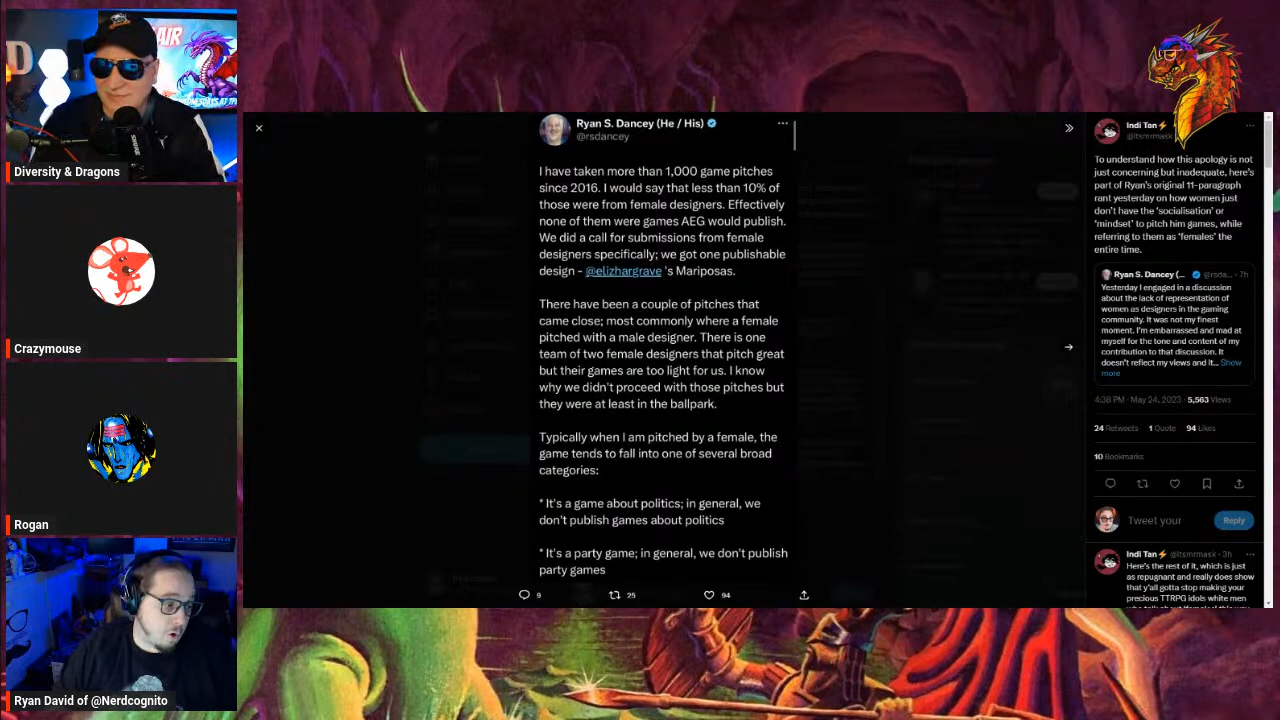 AIR
D
WEDNESDAYS AT 7P
Diversity & Dragons
Crazymouse
Rogan
Ryan David of @Nerdcognito
Ryan S. Dancey (He / His)
@rsdancey
I have taken more than 1,000 game pitches
since 2016. I would say that less than 10% of
those were from female designers. Effectively
none of them were games AEG would publish.
We did a call for submissions from female
designers specifically; we got one publishable
design - @elizhargrave 's Mariposas.
There have been a couple of pitches that
came close; most commonly where a female
pitched with a male designer. There is one
team of two female designers that pitch great
but their games are too light for us. I know
why we didn't proceed with those pitches but
they were at least in the ballpark.
Typically when I am pitched by a female, the
game tends to fall into one of several broad
categories:
* It's a game about politics; in general, we
don't publish games about politics
* It's a party game; in general, we don't publish
party games
9
25
94
Indi Tan
@itsmrmask
To understand how this apology is not
just concerning but inadequate, here's
part of Ryan's original 11-paragraph
rant yesterday on how women just
don't have the 'socialisation' or
'mindset' to pitch him games, while
referring to them as 'females' the
entire time.
Ryan S. Dancey (... @rsda... · 7h
Yesterday I engaged in a discussion
about the lack of representation of
women as designers in the gaming
community. It was not my finest
moment. I'm embarrassed and mad at
myself for the tone and content of my
contribution to that discussion. It
doesn't reflect my views and it... Show
more
4:38 PM · May 24, 2023 · 5,563 Views
24 Retweets 1 Quote 94 Likes
10 Bookmarks
Tweet your
Reply
Indi Tan @itsmrmask · 3h
Here's the rest of it, which is just
as repugnant and really does show
that y'all gotta stop making your
precious TTRPG idols white men
who talk about 'females' this way